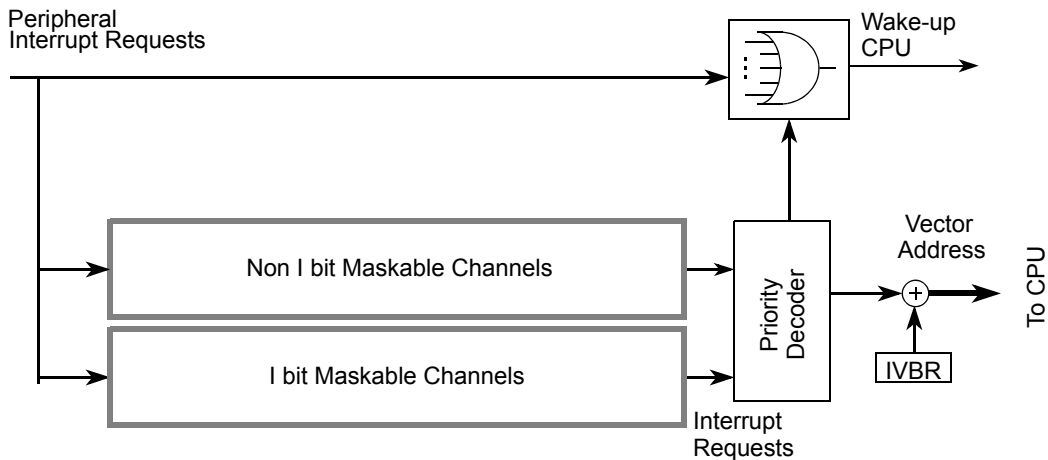 Peripheral
Interrupt Requests
Wake-up
CPU
Non I bit Maskable Channels
I bit Maskable Channels
Priority
Decoder
Interrupt
Requests
Vector
Address
+
IVBR
To CPU